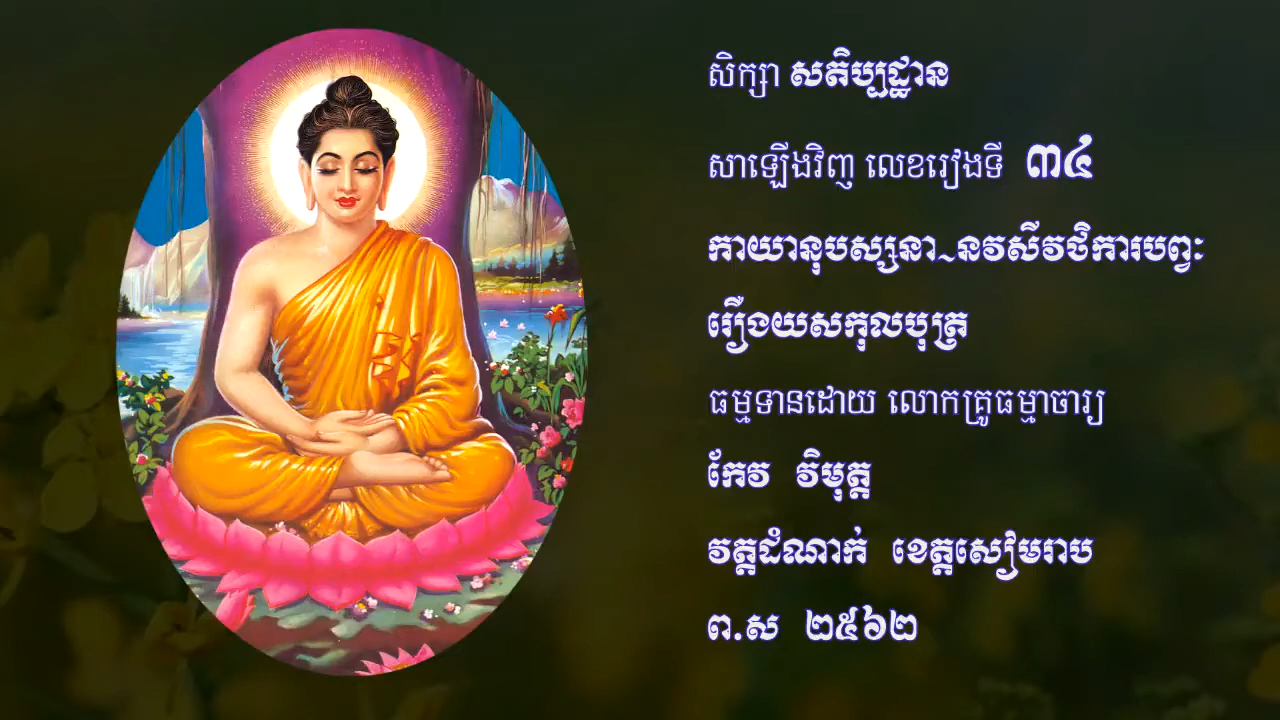 សិក្សា សតិប្បដ្ឋាន
សាឡើងវិញ លេខរៀងទី ៣៤
កាយានុបស្សនា~នវសីវថិការបព្វៈ
រឿងយសកុលបុត្រ
ធម្មទានដោយ លោកគ្រូធម្មាចារ្យ
កែវ វិមុត្ត
វត្តដំណាក់ ខេត្តសៀមរាប
ព.ស ២៥៦២